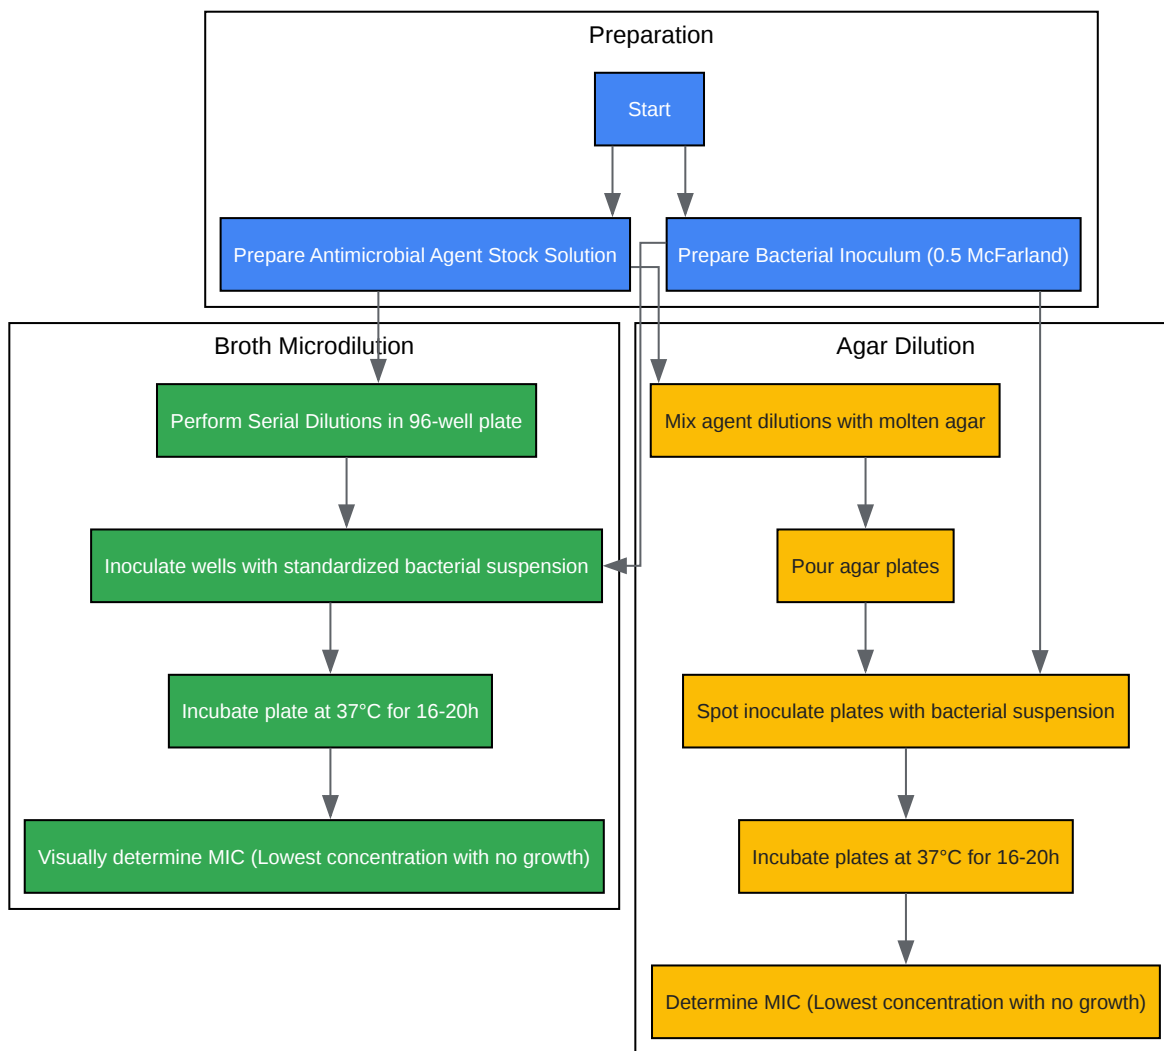 Preparation
Start
Prepare Antimicrobial Agent Stock Solution
Prepare Bacterial Inoculum (0.5 McFarland)
Broth Microdilution
Perform Serial Dilutions in 96-well plate
Inoculate wells with standardized bacterial suspension
Incubate plate at 37°C for 16-20h
Visually determine MIC (Lowest concentration with no growth)
Agar Dilution
Mix agent dilutions with molten agar
Pour agar plates
Spot inoculate plates with bacterial suspension
Incubate plates at 37°C for 16-20h
Determine MIC (Lowest concentration with no growth)